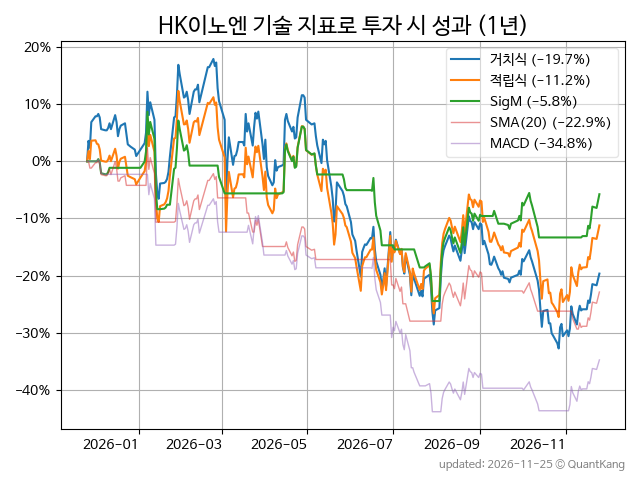 HK이노엔 기술 지표로 투자 시 성과 (1년)
20%
10%
0%
−10%
−20%
−30%
−40%
거치식 (−19.7%)
적립식 (−11.2%)
SigM (−5.8%)
SMA(20) (−22.9%)
MACD (−34.8%)
2026-01
2026-03
2026-05
2026-07
2026-09
2026-11
updated: 2026-11-25 © QuantKang